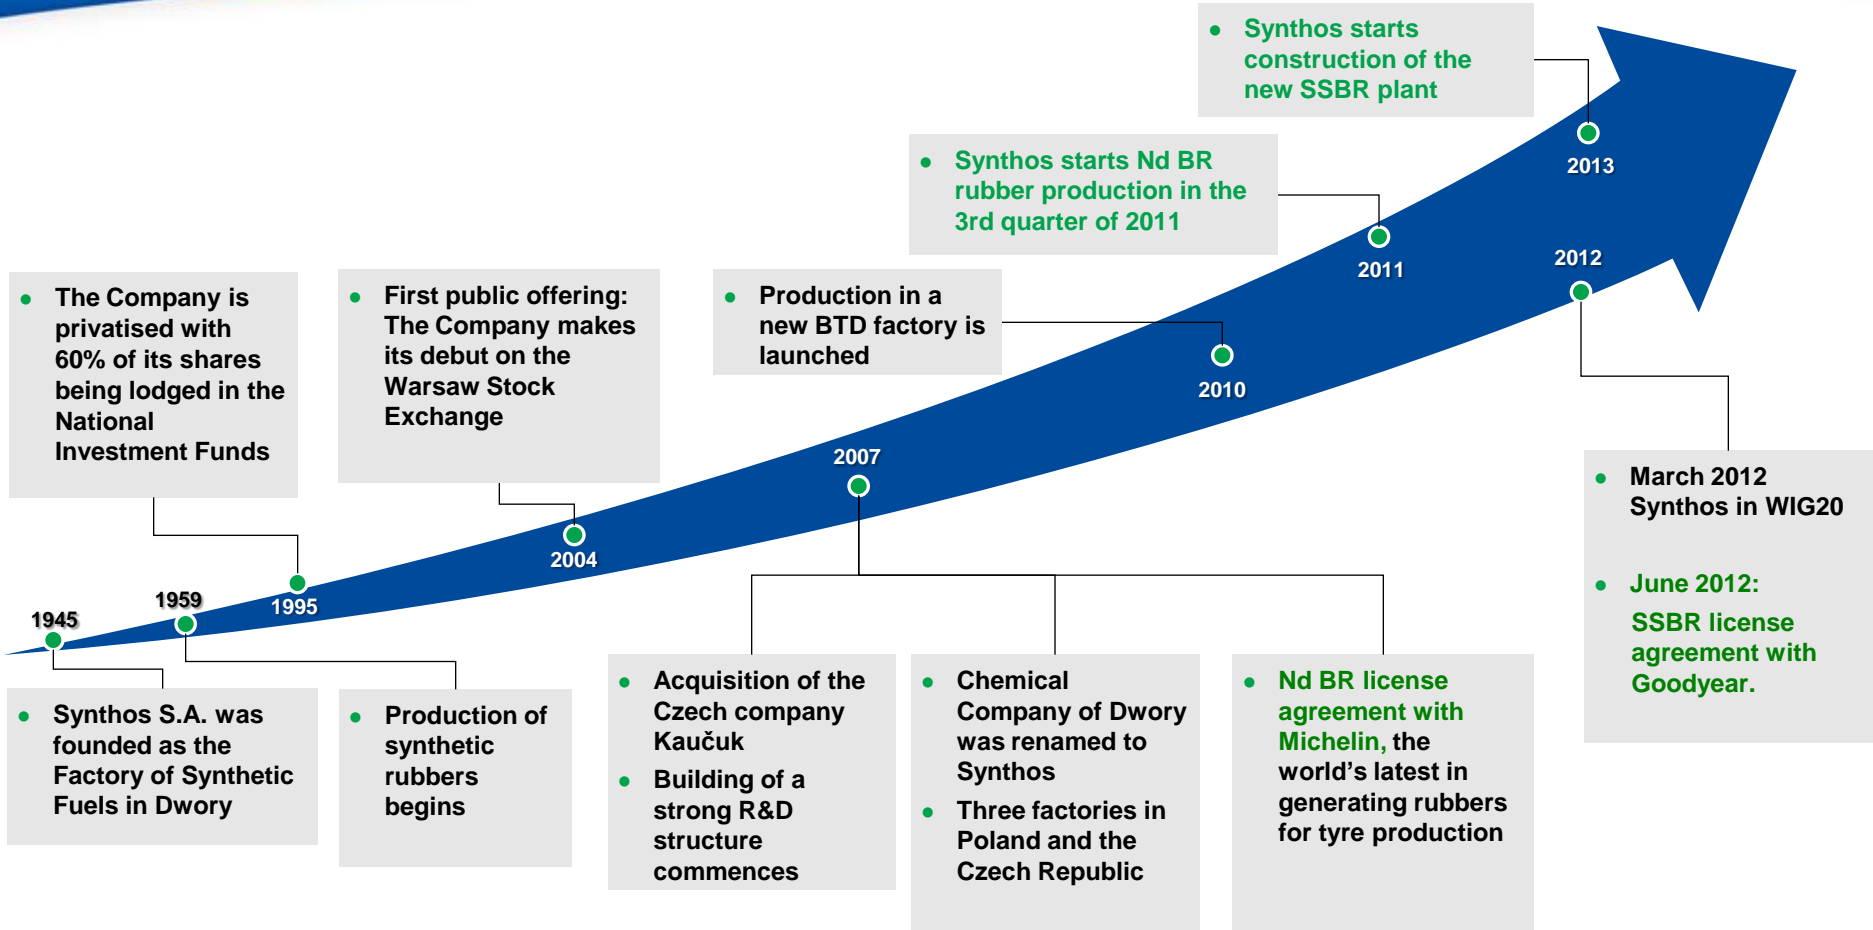 • Synthos starts
construction of the
new SSBR plant
2013
• Synthos starts Nd BR
rubber production in the
3rd quarter of 2011
2011
2012
• The Company is
privatised with
60% of its shares
being lodged in the
National
Investment Funds
• First public offering:
The Company makes
its debut on the
Warsaw Stock
Exchange
• Production in a
new BTD factory is
launched
2010
2007
• March 2012
Synthos in WIG20
• June 2012:
SSBR license
agreement with
Goodyear.
2004
1995
1959
1945
• Synthos S.A. was
founded as the
Factory of Synthetic
Fuels in Dwory
• Production of
synthetic
rubbers
begins
• Acquisition of the
Czech company
Kaučuk
• Building of a
strong R&D
structure
commences
• Chemical
Company of Dwory
was renamed to
Synthos
• Three factories in
Poland and the
Czech Republic
• Nd BR license
agreement with
Michelin, the
world’s latest in
generating rubbers
for tyre production